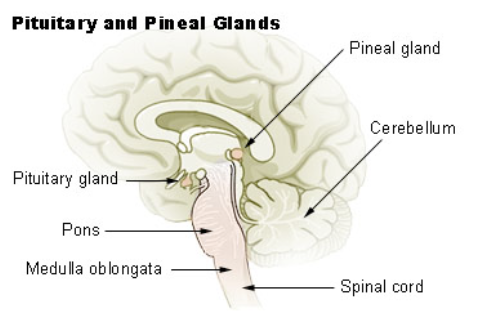 Pituitary and Pineal Glands
Pineal gland
Cerebellum
Pituitary gland
Pons
Medulla oblongata
Spinal cord